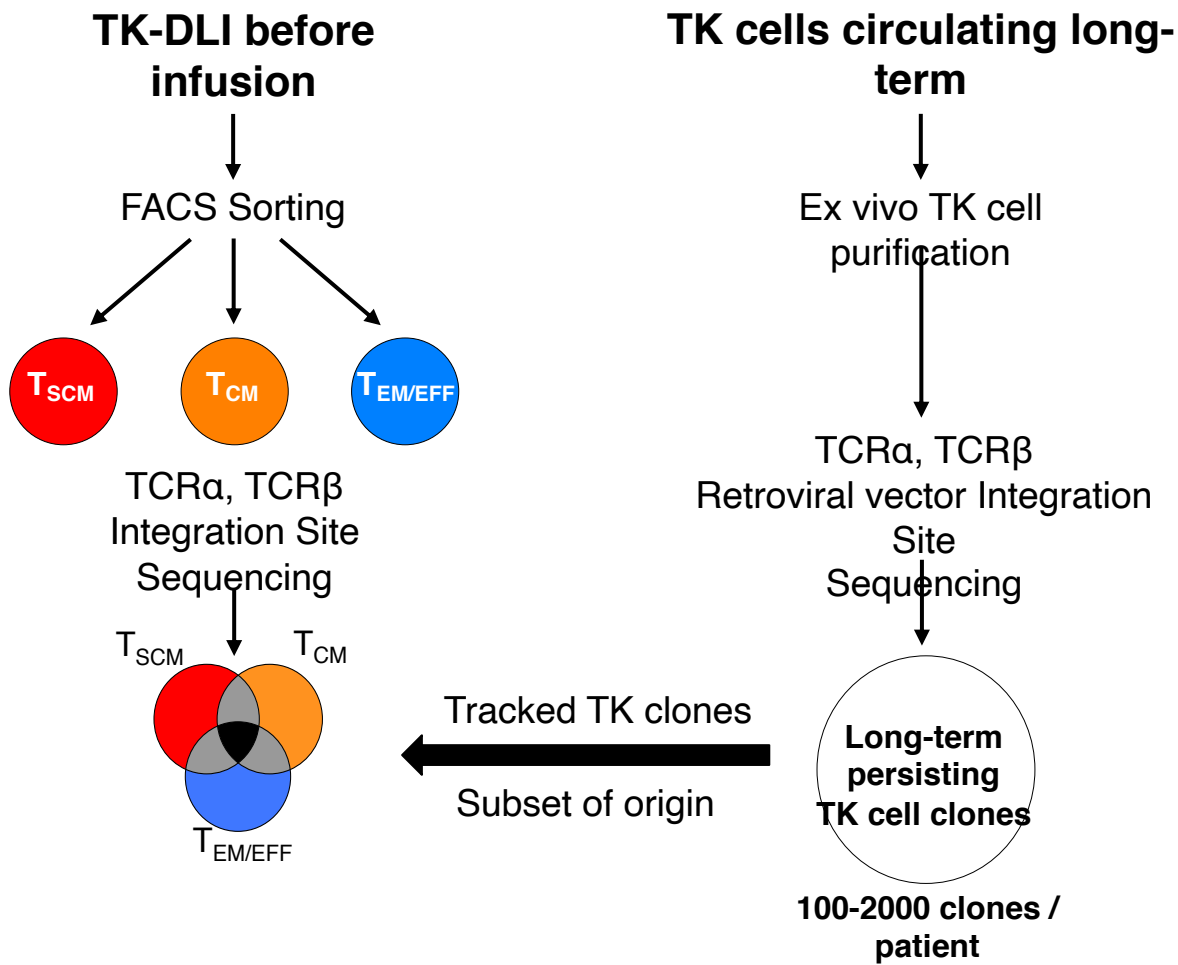 TK-DLI before
infusion
FACS Sorting
TSCM
TCM
TEM/EFF
TCRα, TCRβ
Integration Site
Sequencing
TSCM
TCM
TEM/EFF
Tracked TK clones
Subset of origin
TK cells circulating long-
term
Ex vivo TK cell
purification
TCRα, TCRβ
Retroviral vector Integration
Site
Sequencing
Long-term
persisting
TK cell clones
100-2000 clones /
patient